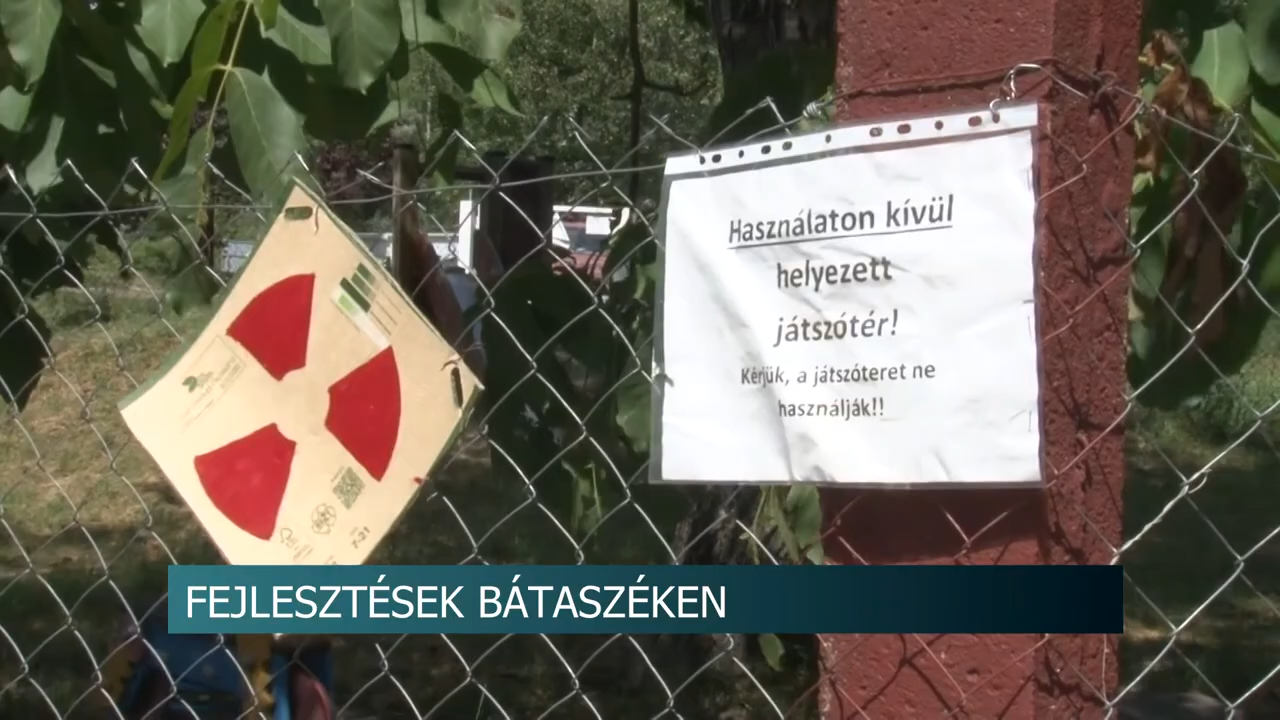 Használaton kívül
helyezett
játszótér!
Kérjük, a játszóteret ne
használják!!
FEJLESZTÉSEK BÁTASZÉKEN